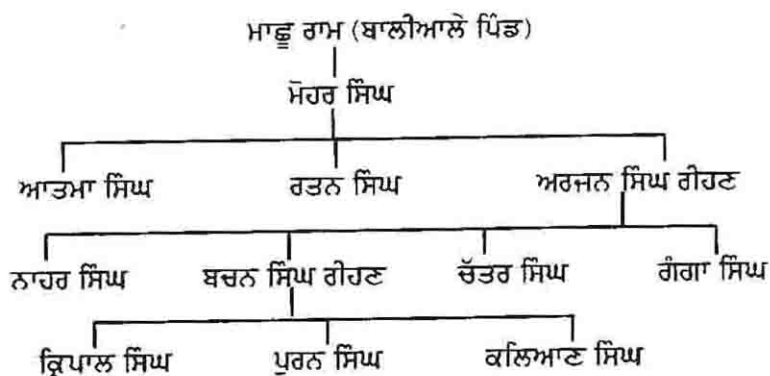 ਮਾਛੂ ਰਾਮ (ਬਾਲੀਆਲੇ ਪਿੰਡ)
ਮੋਹਰ ਸਿੰਘ
ਆਤਮਾ ਸਿੰਘ ਰਤਨ ਸਿੰਘ ਅਰਜਨ ਸਿੰਘ ਰੀਹਣ
ਨਾਹਰ ਸਿੰਘ ਬਚਨ ਸਿੰਘ ਰੀਹਣ ਚੱਤਰ ਸਿੰਘ ਗੰਗਾ ਸਿੰਘ
ਕ੍ਰਿਪਾਲ ਸਿੰਘ ਪੂਰਨ ਸਿੰਘ ਕਲਿਆਣ ਸਿੰਘ